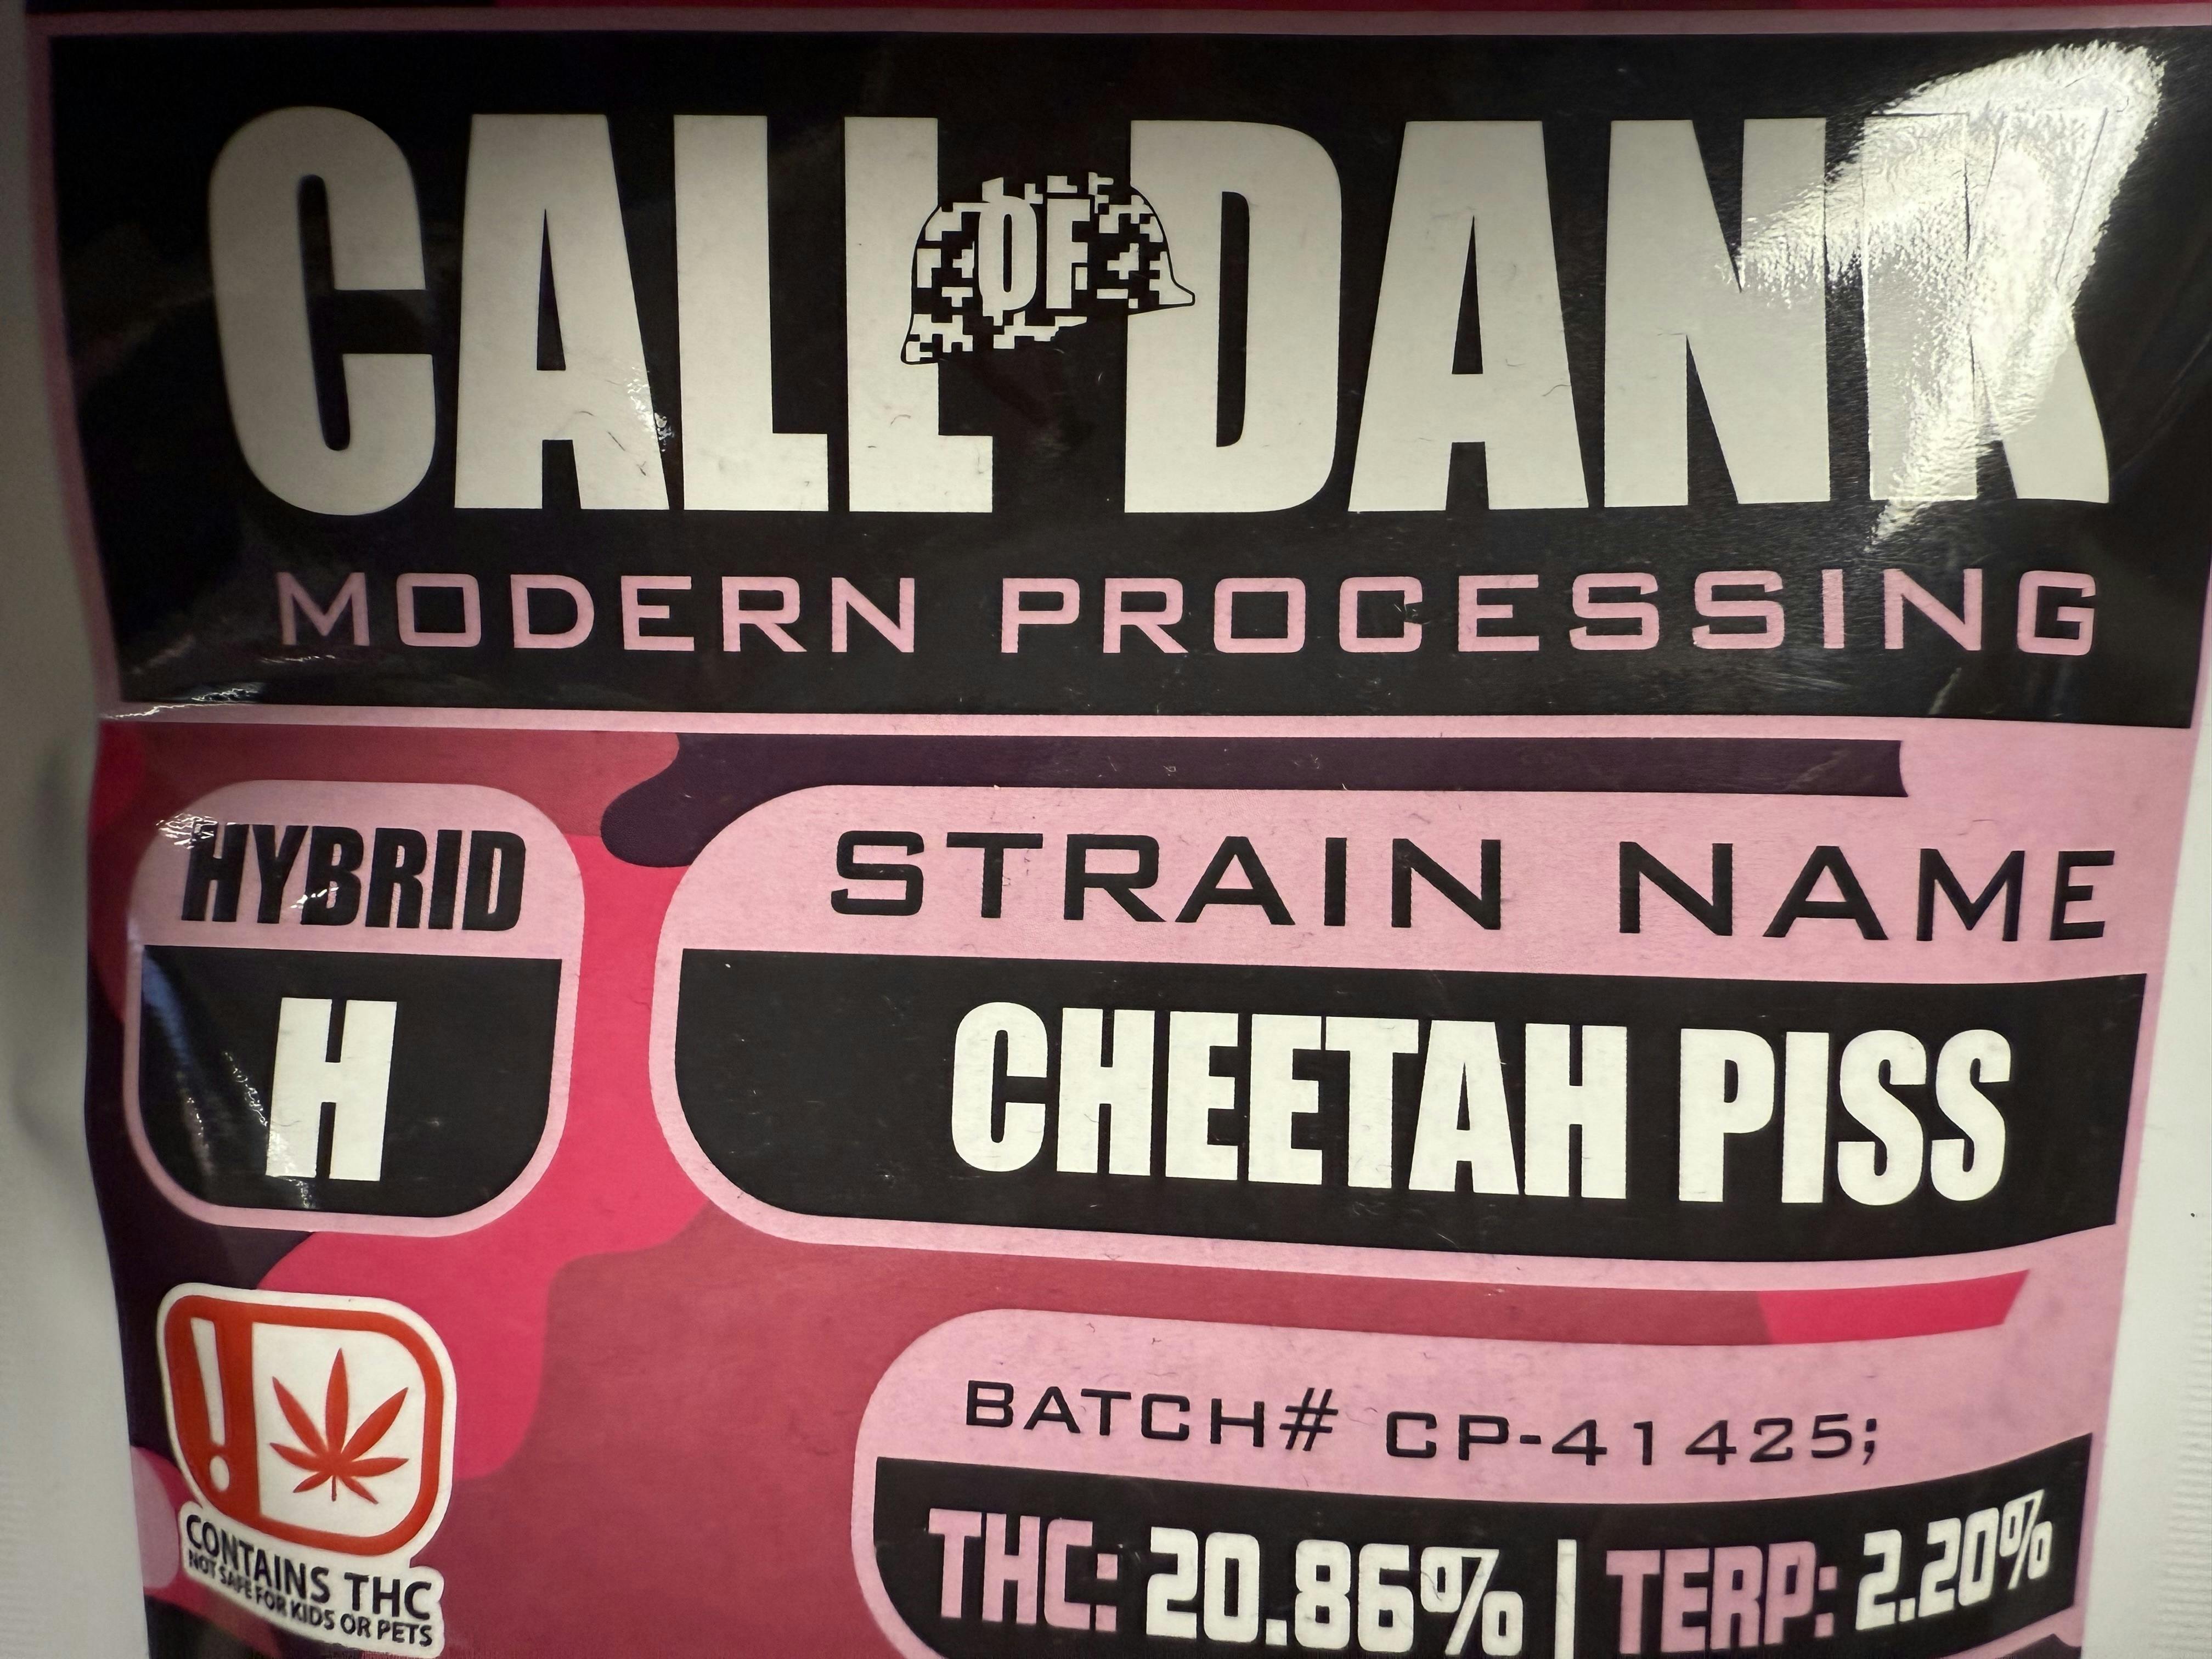 CALL OF DANK
MODERN PROCESSING
HYBRID
H
STRAIN NAME
CHEETAH PISS
BATCH# CP-41425;
THC: 20.86% | TERP: 2.20%
!
CONTAINS THC
NOT SAFE FOR KIDS OR PETS